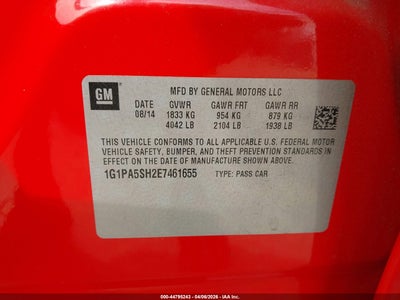 GM
MFD BY GENERAL MOTORS LLC
DATE GVWR GAWR FRT GAWR RR
08/14 1833 KG 954 KG 879 KG
4042 LB 2104 LB 1938 LB
THIS VEHICLE CONFORMS TO ALL APPLICABLE U.S. FEDERAL MOTOR
VEHICLE SAFETY, BUMPER, AND THEFT PREVENTION STANDARDS IN
EFFECT ON THE DATE OF MANUFACTURE SHOWN ABOVE.
1G1PA5SH2E7461655 TYPE: PASS CAR
000-44795243 - 04/09/2026 - IAA Inc.